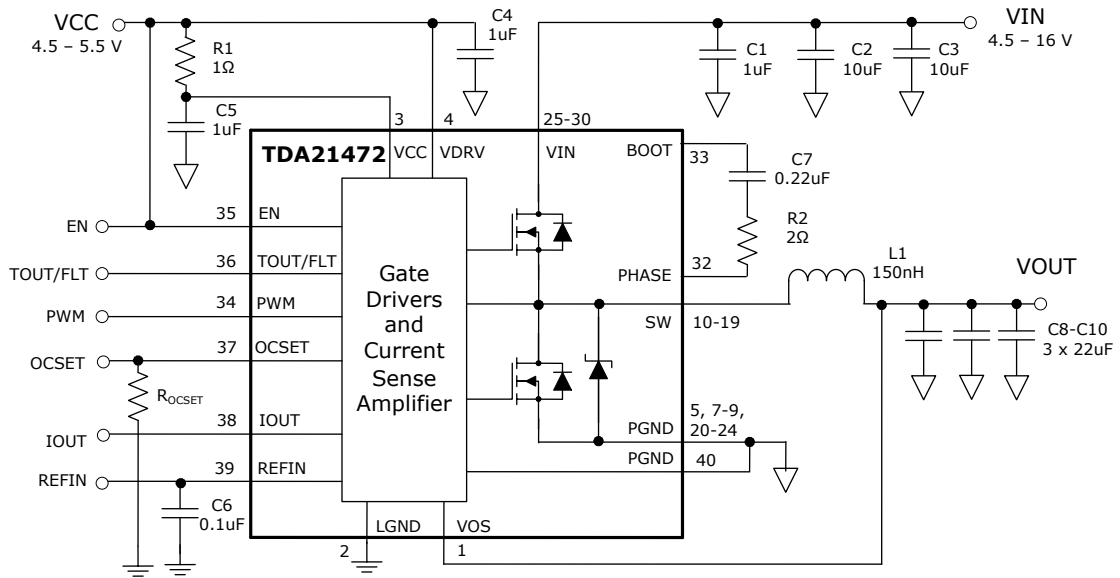 VCC
4.5 – 5.5 V
R1
1Ω
C5
1uF
C4
1uF
VIN
4.5 – 16 V
C1
1uF
C2
10uF
C3
10uF
3
4
25-30
TDA21472
VCC
VDRV
VIN
BOOT
33
C7
0.22uF
R2
2Ω
PHASE
32
EN
35
EN
TOUT/FLT
36
TOUT/FLT
PWM
34
PWM
OCSET
37
OCSET
ROCSET
IOUT
38
IOUT
REFIN
39
REFIN
C6
0.1uF
Gate
Drivers
and
Current
Sense
Amplifier
L1
150nH
VOUT
SW
10-19
C8-C10
3 x 22uF
PGND
5, 7-9,
20-24
PGND
40
LGND
VOS
2
1